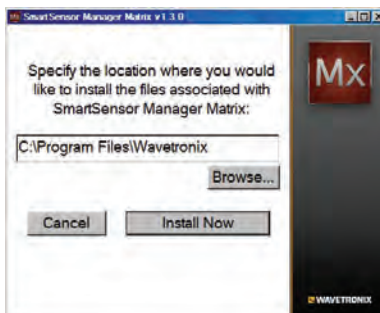 SmartSensor Manager Matrix v1.3.0
Specify the location where you would
like to install the files associated with
SmartSensor Manager Matrix:
C:\Program Files\Wavetronix
Browse...
Cancel
Install Now
Mx
WAVETRONIX